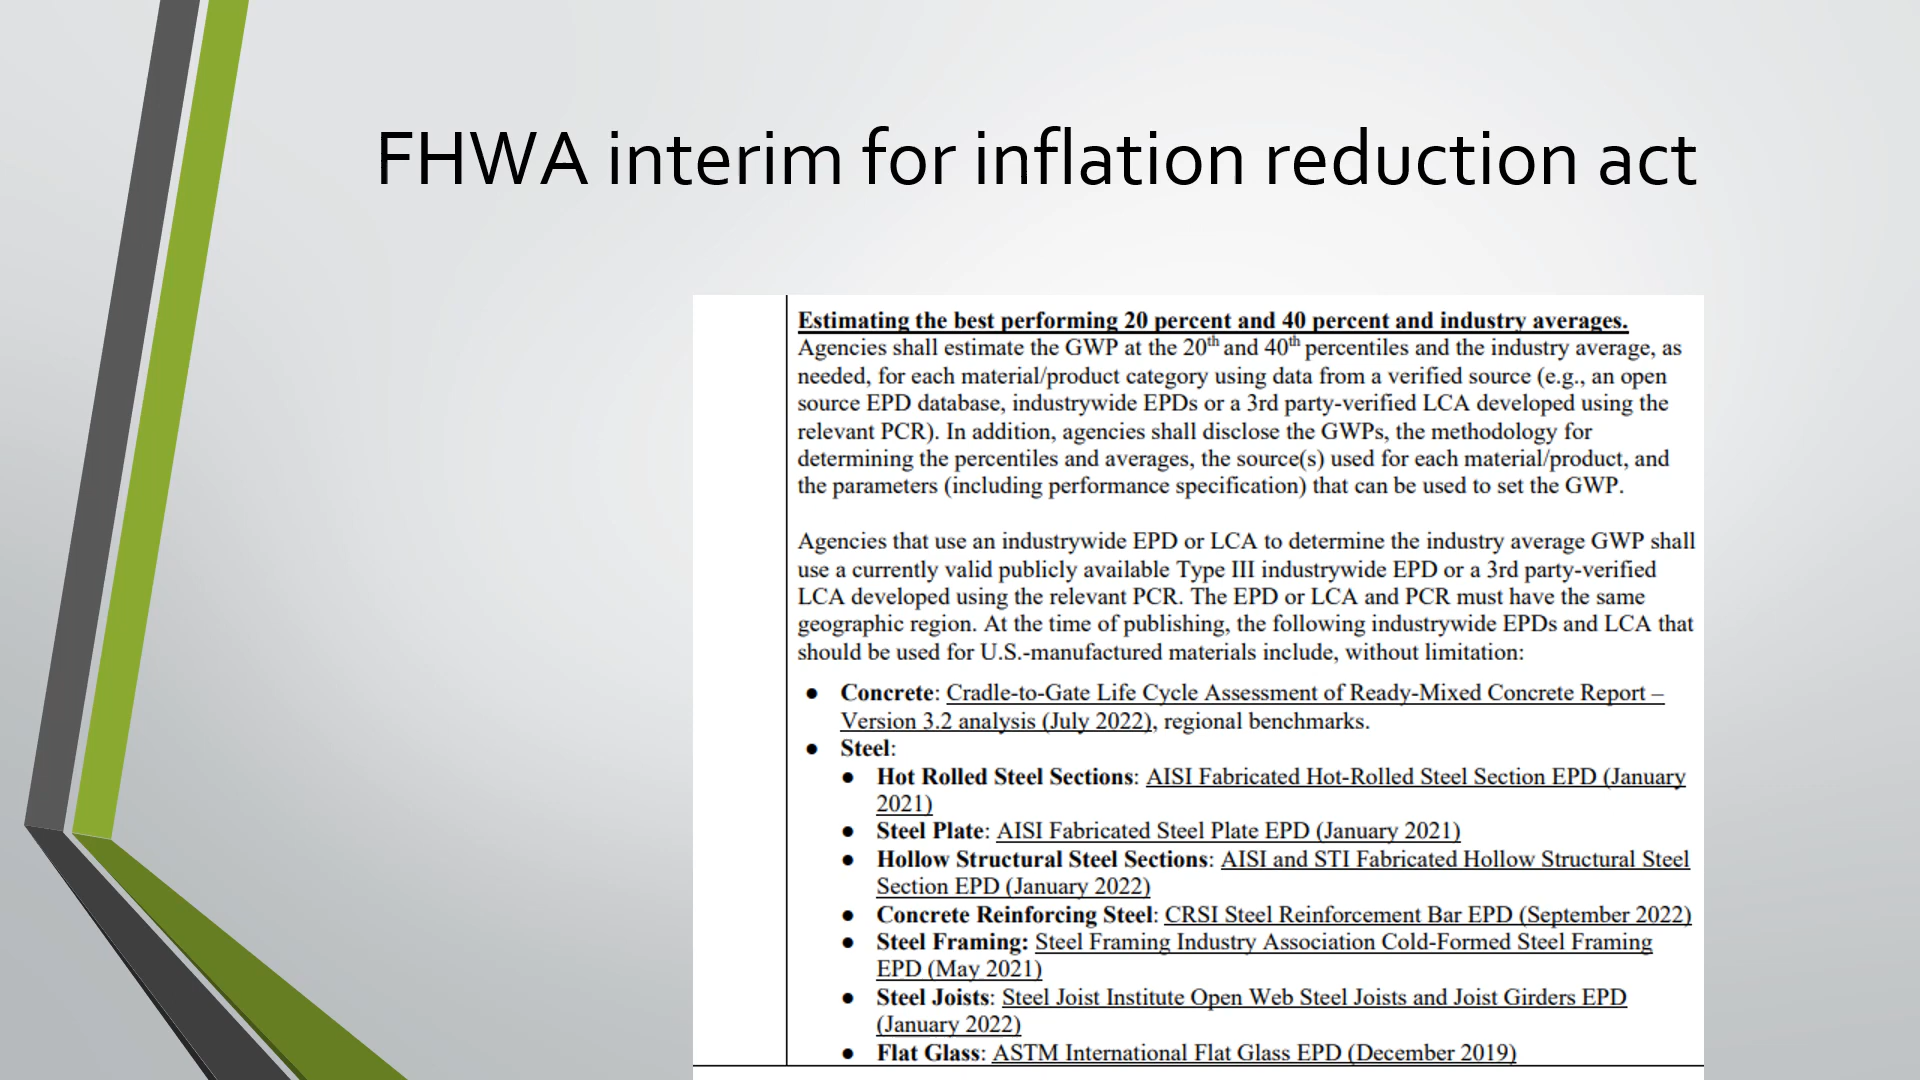 FHWA interim for inflation reduction act
Estimating the best performing 20 percent and 40 percent and industry averages.
Agencies shall estimate the GWP at the 20th and 40th percentiles and the industry average, as
needed, for each material/product category using data from a verified source (e.g., an open
source EPD database, industrywide EPDs or a 3rd party-verified LCA developed using the
relevant PCR). In addition, agencies shall disclose the GWPs, the methodology for
determining the percentiles and averages, the source(s) used for each material/product, and
the parameters (including performance specification) that can be used to set the GWP.
Agencies that use an industrywide EPD or LCA to determine the industry average GWP shall
use a currently valid publicly available Type III industrywide EPD or a 3rd party-verified
LCA developed using the relevant PCR. The EPD or LCA and PCR must have the same
geographic region. At the time of publishing, the following industrywide EPDs and LCA that
should be used for U.S.-manufactured materials include, without limitation:
● Concrete: Cradle-to-Gate Life Cycle Assessment of Ready-Mixed Concrete Report –
Version 3.2 analysis (July 2022), regional benchmarks.
● Steel:
● Hot Rolled Steel Sections: AISI Fabricated Hot-Rolled Steel Section EPD (January
2021)
● Steel Plate: AISI Fabricated Steel Plate EPD (January 2021)
● Hollow Structural Steel Sections: AISI and STI Fabricated Hollow Structural Steel
Section EPD (January 2022)
● Concrete Reinforcing Steel: CRSI Steel Reinforcement Bar EPD (September 2022)
● Steel Framing: Steel Framing Industry Association Cold-Formed Steel Framing
EPD (May 2021)
● Steel Joists: Steel Joist Institute Open Web Steel Joists and Joist Girders EPD
(January 2022)
● Flat Glass: ASTM International Flat Glass EPD (December 2019)